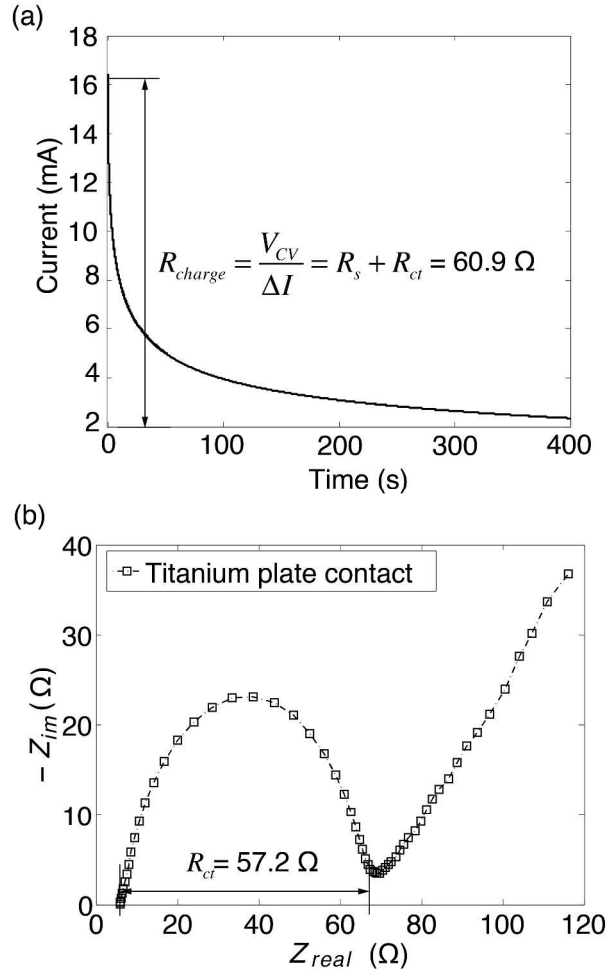 (a)
18
16
14
12
10
8
6
4
2
Current (mA)
R_charge = V_CV / ΔI = R_s + R_ct = 60.9 Ω
0 100 200 300 400
Time (s)
(b)
40
30
20
10
0
− Z_im (Ω)
Titanium plate contact
R_ct = 57.2 Ω
0 20 40 60 80 100 120
Z_real (Ω)